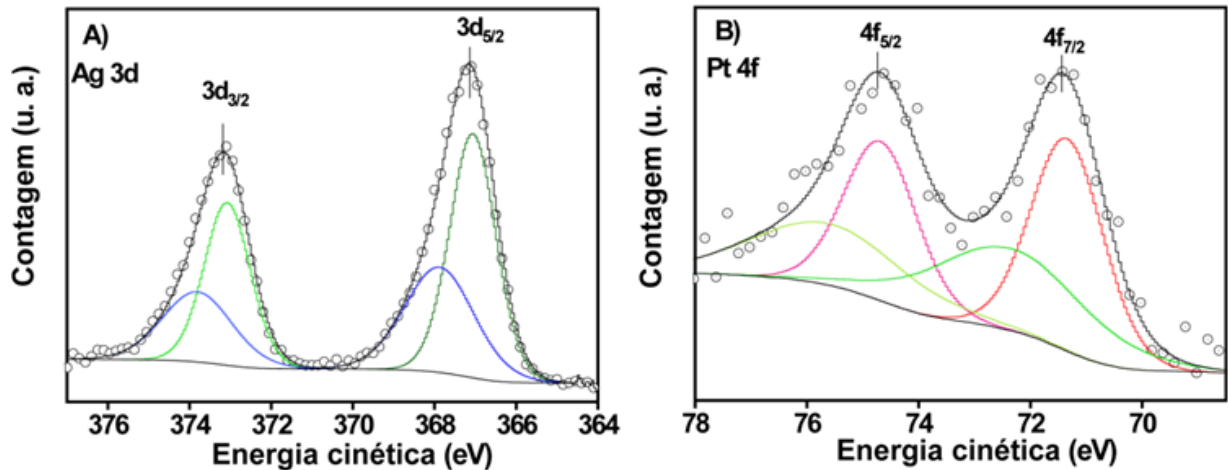 A)
Ag 3d
3d3/2
3d5/2
Contagem (u. a.)
376 374 372 370 368 366 364
Energia cinética (eV)
B)
Pt 4f
4f5/2
4f7/2
Contagem (u. a.)
78 76 74 72 70
Energia cinética (eV)